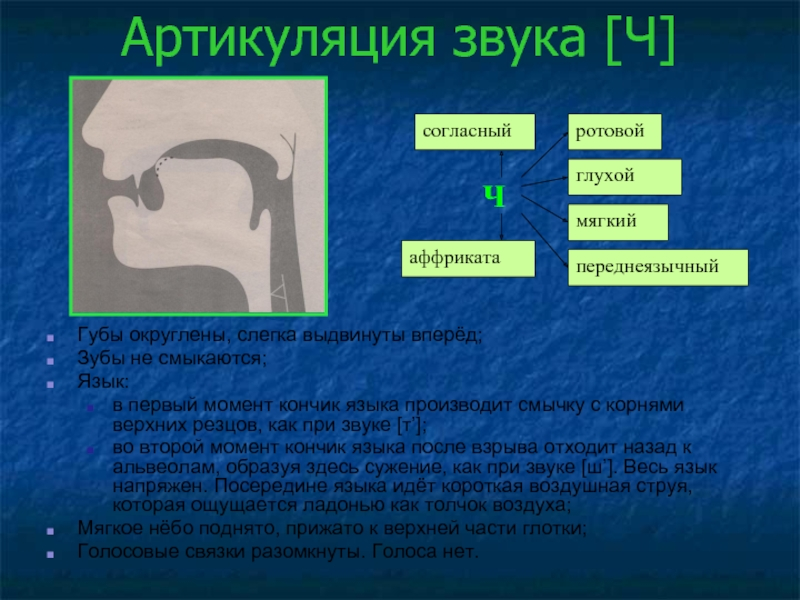 Артикуляция звука [Ч]
согласный
ротовой
глухой
Ч
мягкий
аффриката
переднеязычный
Губы округлены, слегка выдвинуты вперёд;
Зубы не смыкаются;
Язык:
в первый момент кончик языка производит смычку с корнями
верхних резцов, как при звуке [т’];
во второй момент кончик языка после взрыва отходит назад к
альвеолам, образуя здесь сужение, как при звуке [ш’]. Весь язык
напряжен. Посередине языка идёт короткая воздушная струя,
которая ощущается ладонью как толчок воздуха;
Мягкое нёбо поднято, прижато к верхней части глотки;
Голосовые связки разомкнуты. Голоса нет.